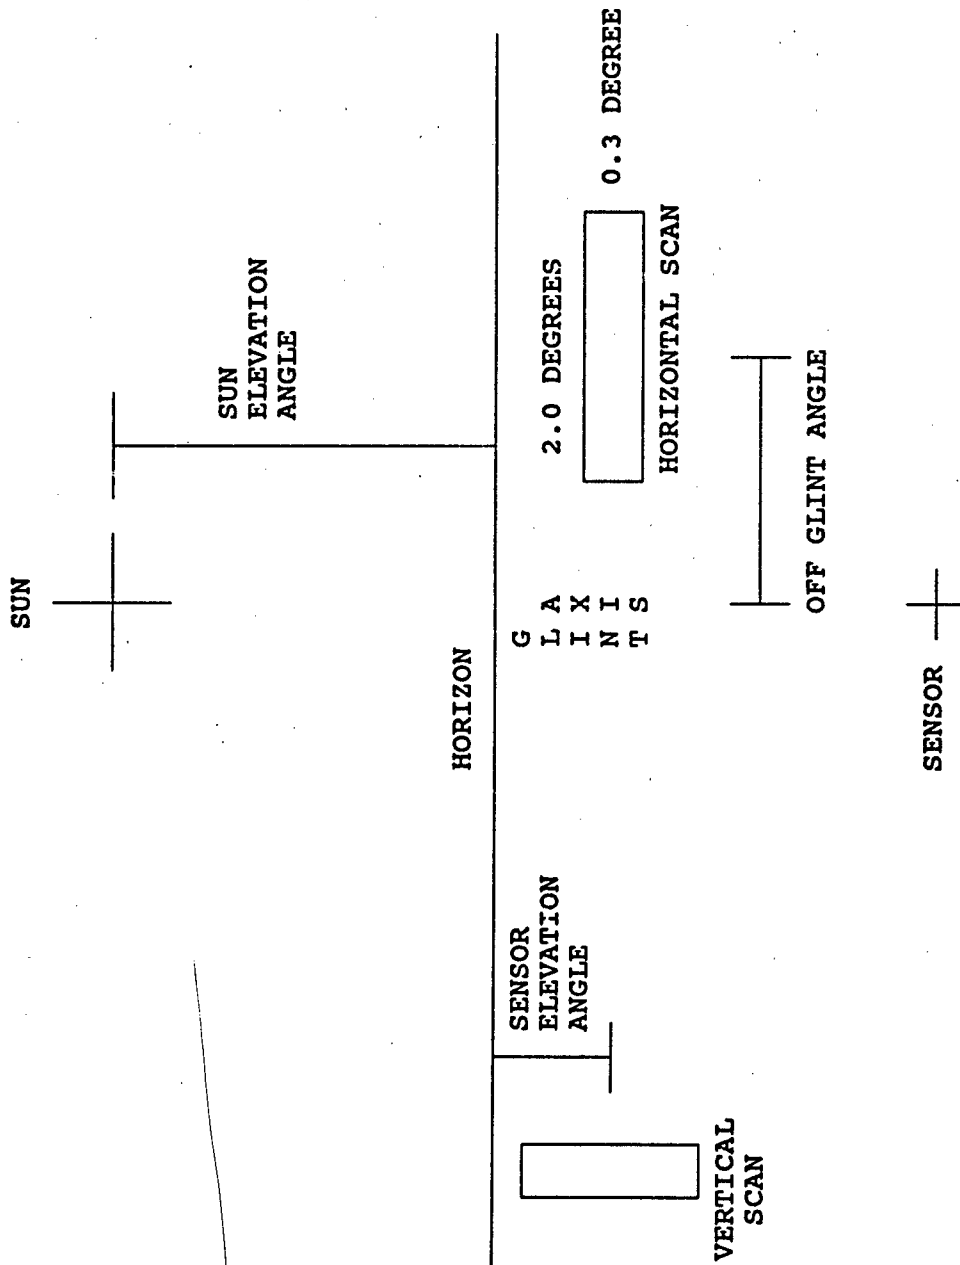 SUN
SUN
ELEVATION
ANGLE
HORIZON
SENSOR
ELEVATION
ANGLE
G
L A
I X
N I
T S
2.0 DEGREES
0.3 DEGREE
HORIZONTAL SCAN
VERTICAL
SCAN
OFF GLINT ANGLE
SENSOR